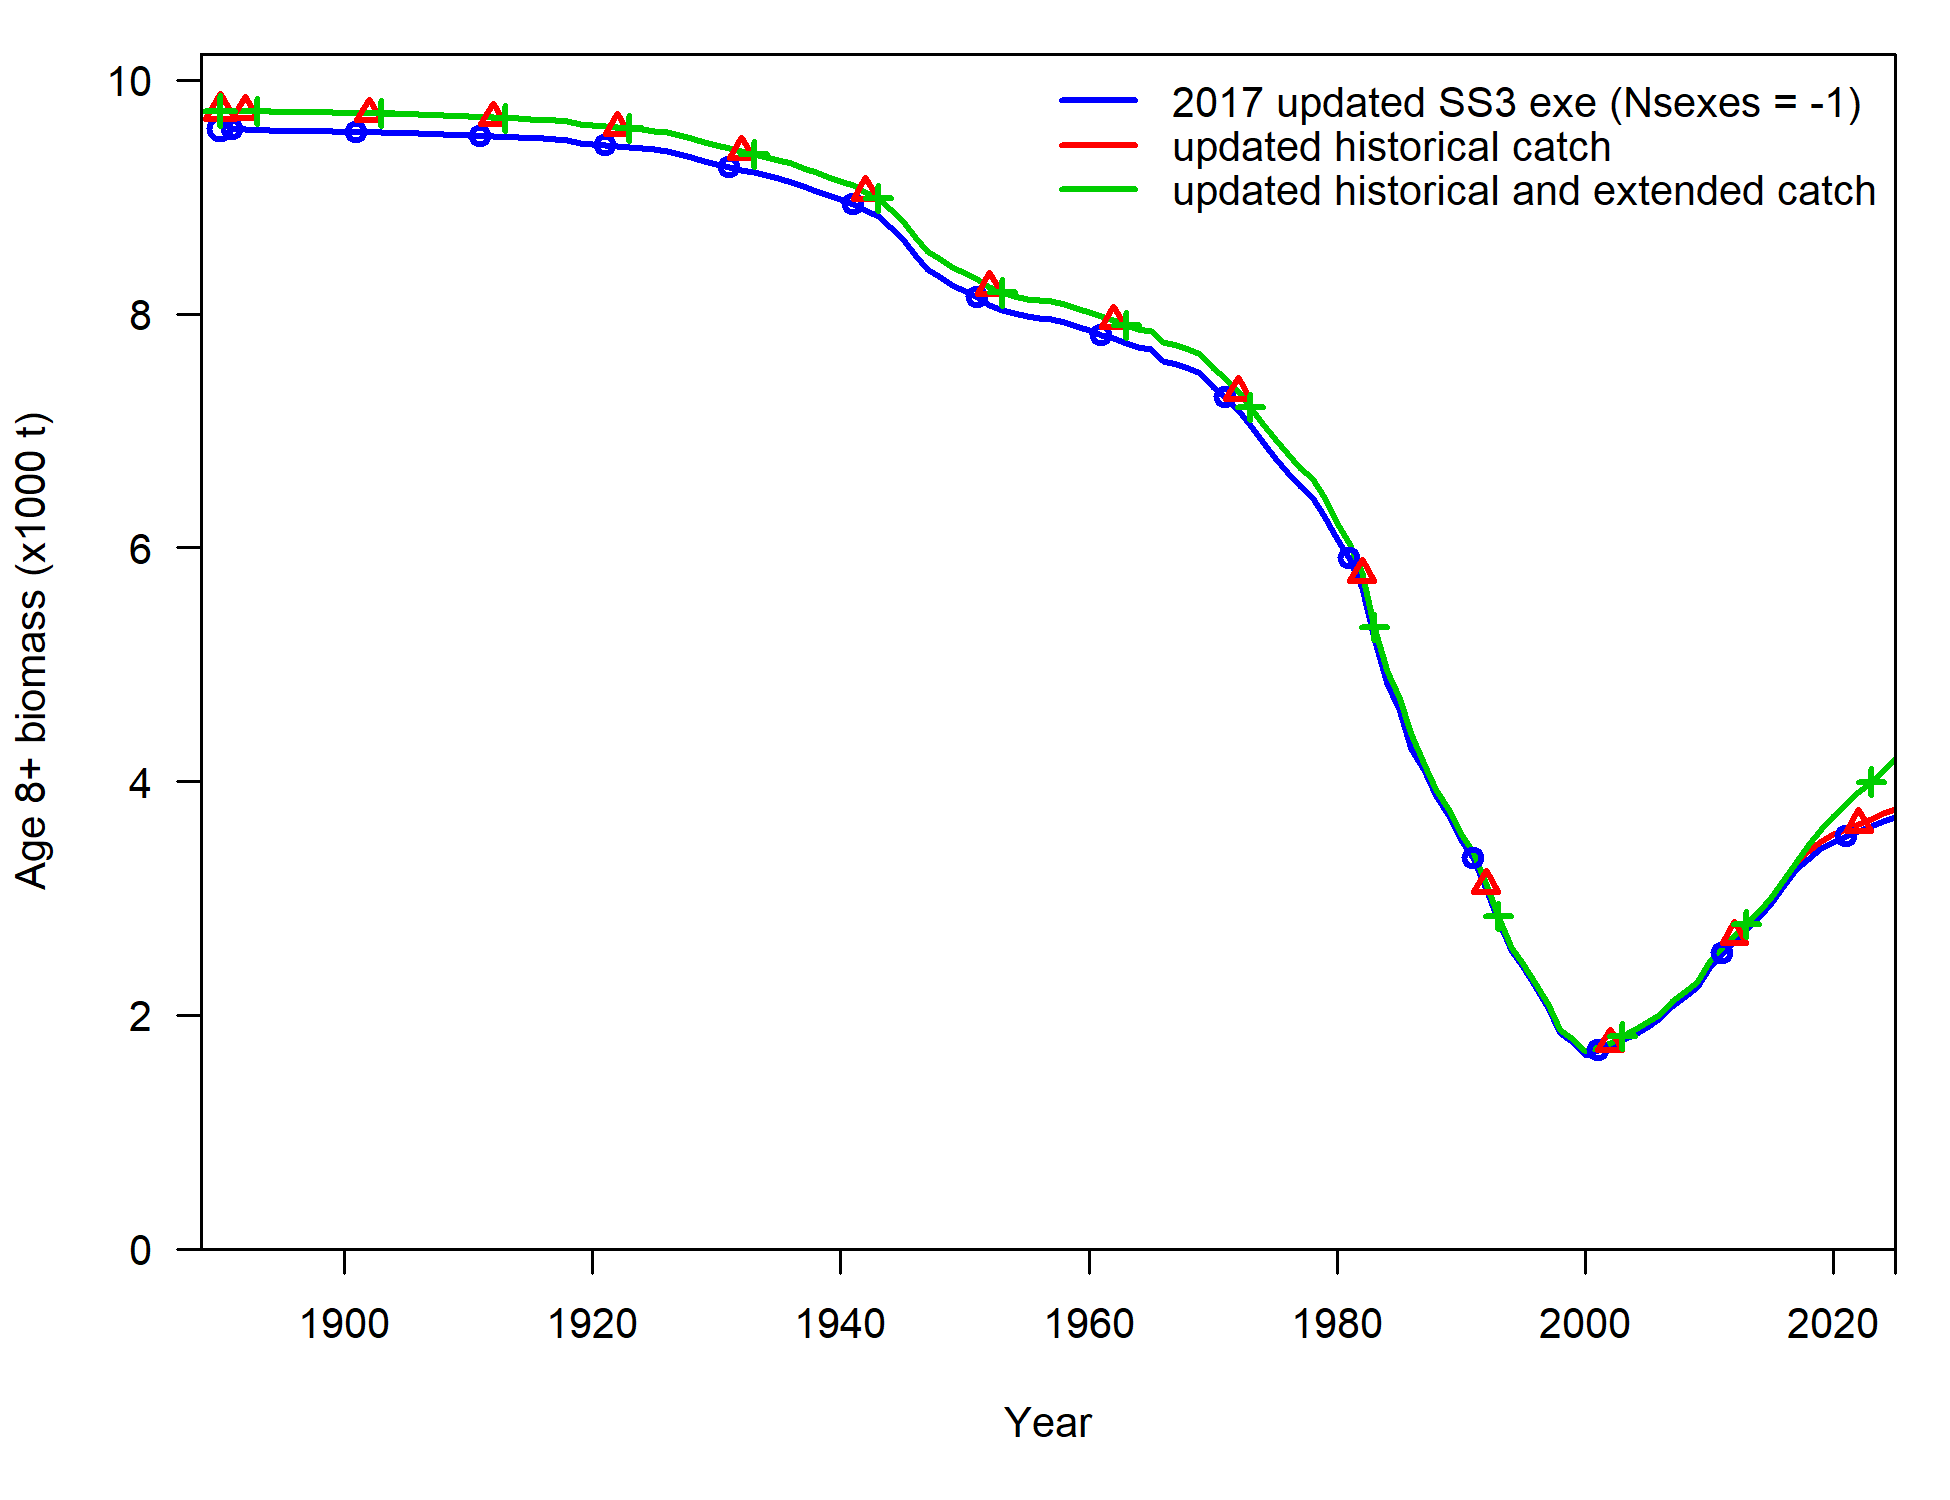 2017 updated SS3 exe (Nsexes = -1)
updated historical catch
updated historical and extended catch
Age 8+ biomass (x1000 t)
10
8
6
4
2
0
1900 1920 1940 1960 1980 2000 2020
Year